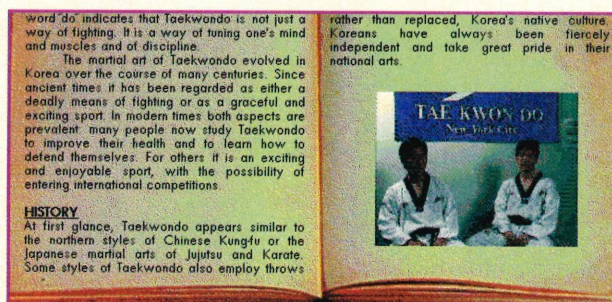 word 'do' indicates that Taekwondo is not just a
way of fighting. It is a way of tuning one's mind
and muscles and of discipline.
The martial art of Taekwondo evolved in
Korea over the course of many centuries. Since
ancient times it has been regarded as either a
deadly means of fighting or as a graceful and
exciting sport. In modern times both aspects are
prevalent: many people now study Taekwondo
to improve their health and to learn how to
defend themselves. For others it is an exciting
and enjoyable sport, with the possibility of
entering international competitions.
HISTORY
At first glance, Taekwondo appears similar to
the northern styles of Chinese Kung-fu or the
Japanese martial arts of Jujutsu and Karate.
Some styles of Taekwondo also employ throws
rather than replaced, Korea's native culture.
Koreans have always been fiercely
independent and take great pride in their
national arts.
TAE KWON DO
New York City